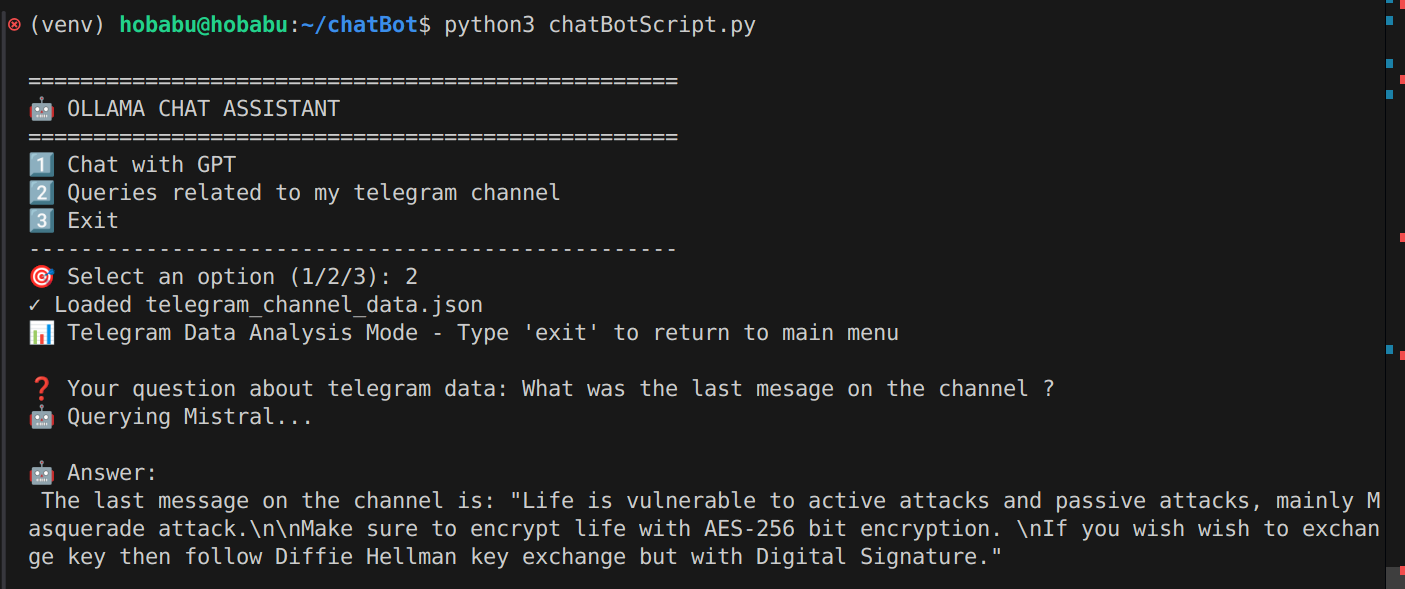 (venv) hobabu@hobabu:~/chatBot$ python3 chatBotScript.py
==================================================
🤖 OLLAMA CHAT ASSISTANT
==================================================
1️⃣ Chat with GPT
2️⃣ Queries related to my telegram channel
3️⃣ Exit
--------------------------------------------------
🎯 Select an option (1/2/3): 2
✓ Loaded telegram_channel_data.json
📊 Telegram Data Analysis Mode - Type 'exit' to return to main menu
❓ Your question about telegram data: What was the last mesage on the channel ?
🤖 Querying Mistral...
🤖 Answer:
The last message on the channel is: "Life is vulnerable to active attacks and passive attacks, mainly M
asquerade attack.\n\nMake sure to encrypt life with AES-256 bit encryption. \nIf you wish wish to exchan
ge key then follow Diffie Hellman key exchange but with Digital Signature."